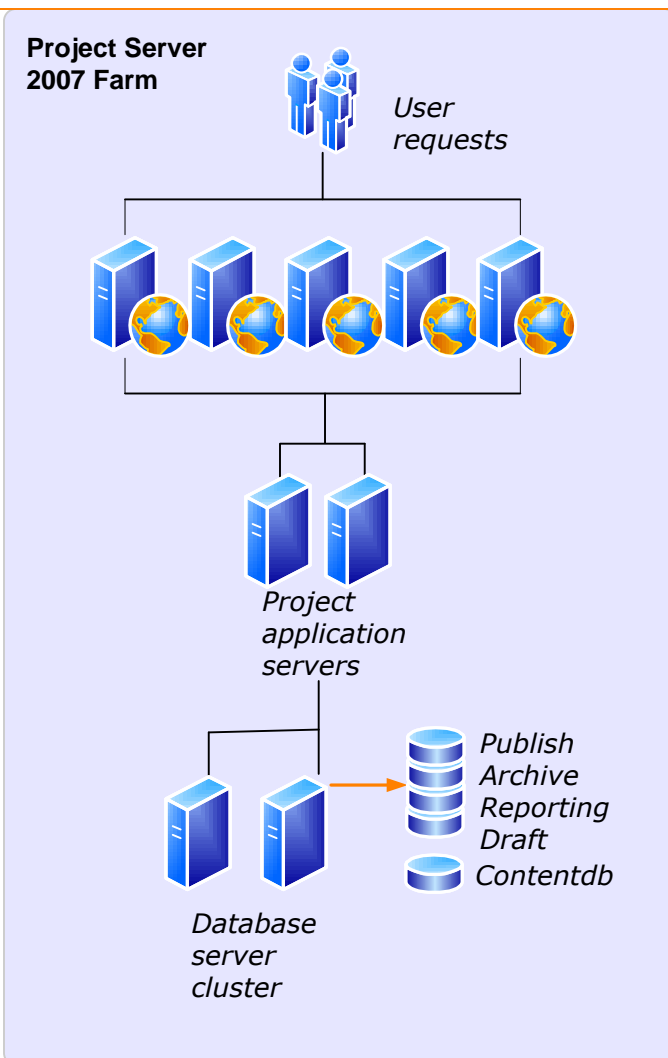 Project Server
2007 Farm
User
requests
Project
application
servers
Publish
Archive
Reporting
Draft
Contentdb
Database
server
cluster